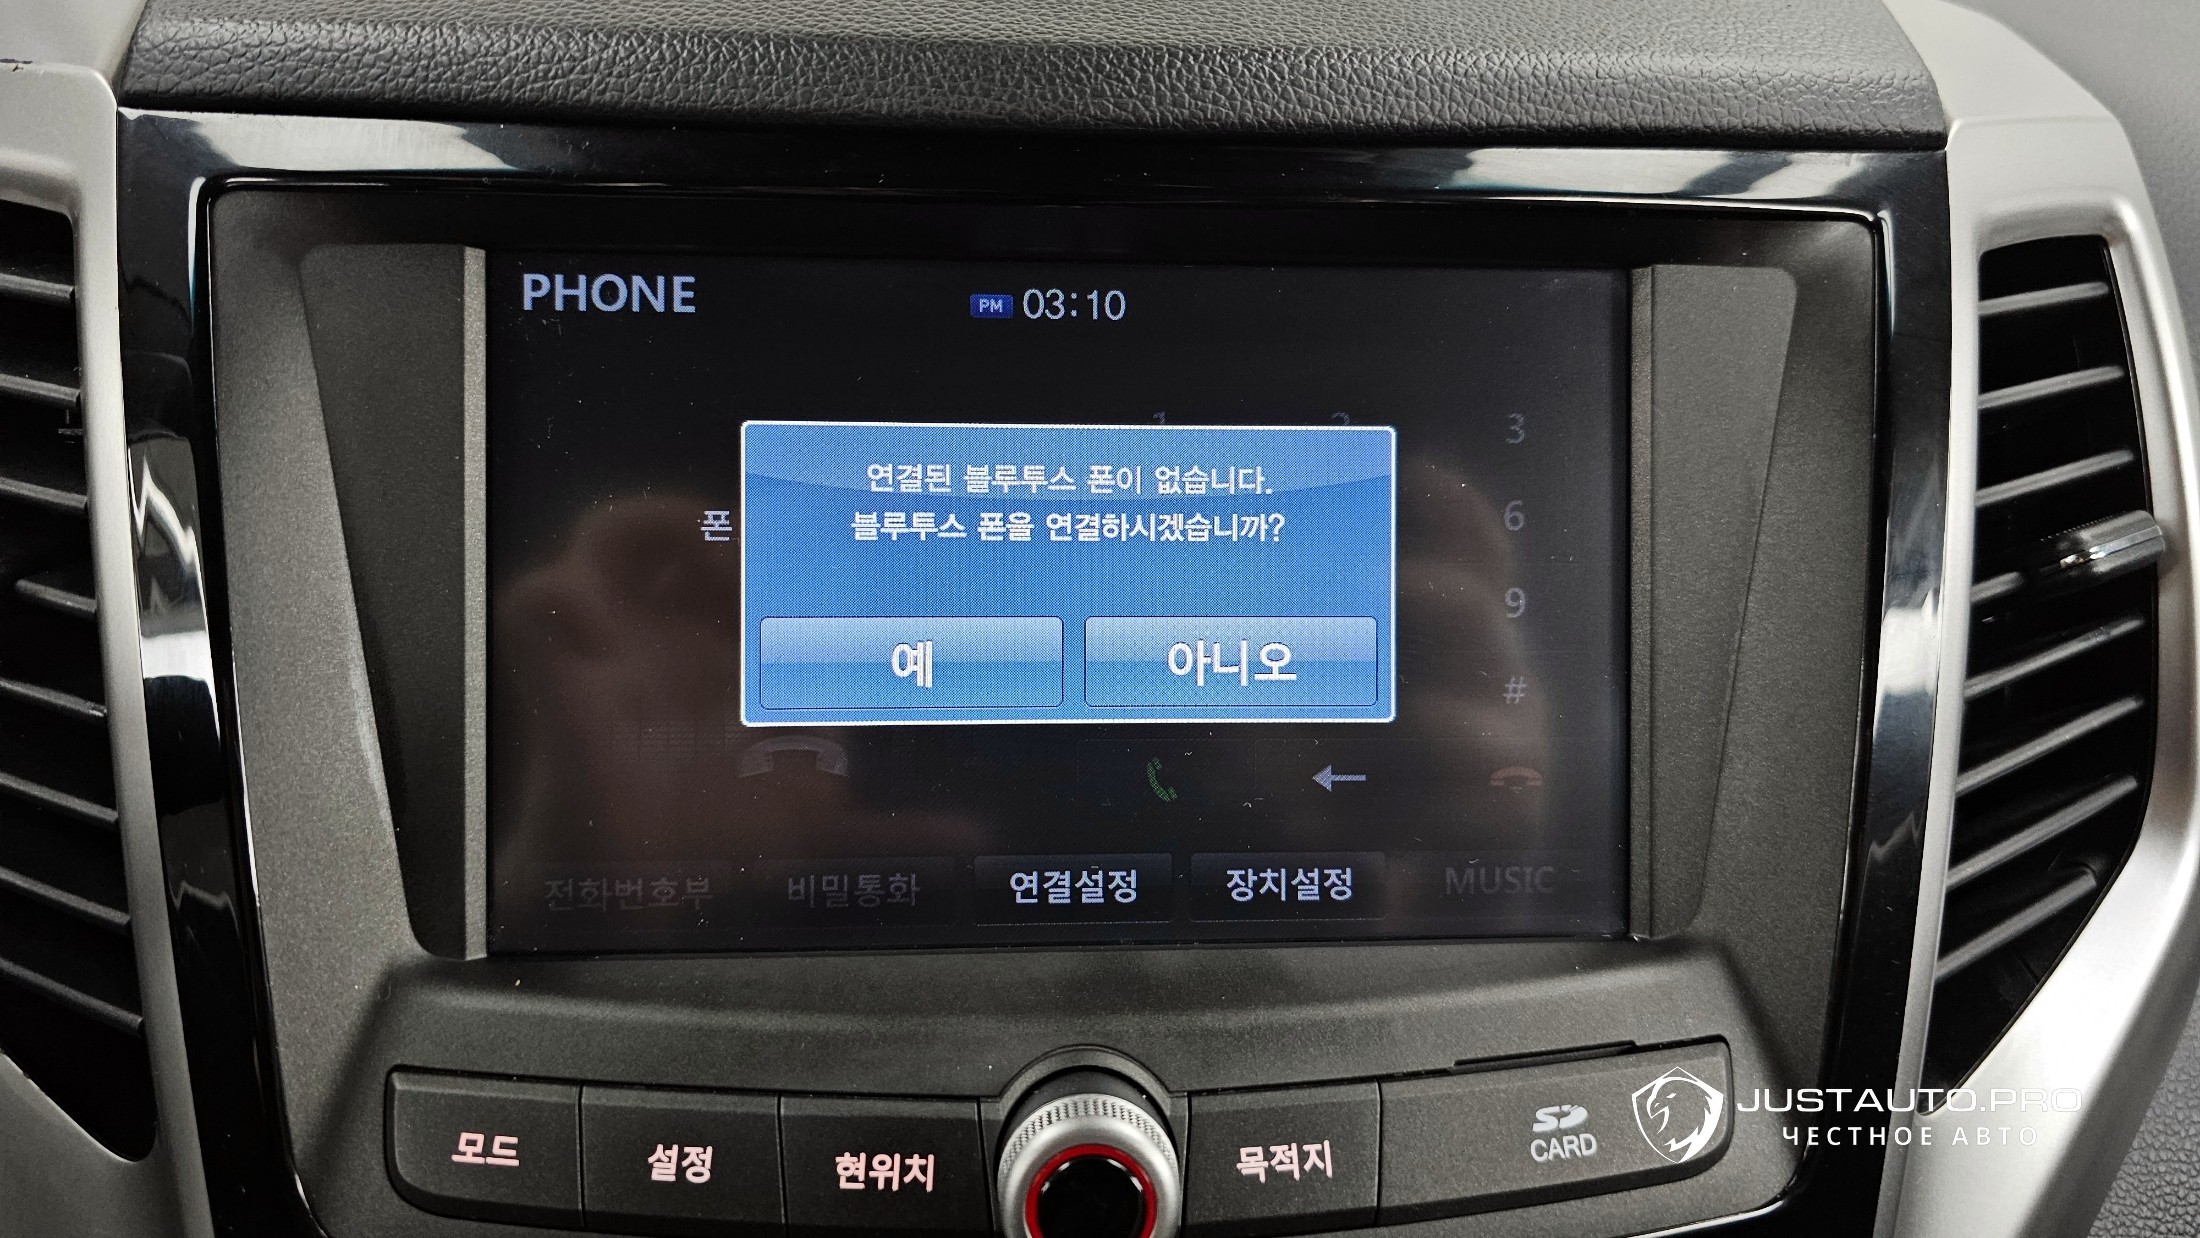 PHONE
PM 03:10
1 2 3
연결된 블루투스 폰이 없습니다.
폰
블루투스 폰을 연결하시겠습니까?
6
9
예
아니오
#
전화번호부
비밀통화
연결설정
장치설정
MUSIC
모드
설정
현위치
목적지
SD
CARD
JUSTAUTO.PRO
ЧЕСТНОЕ АВТО